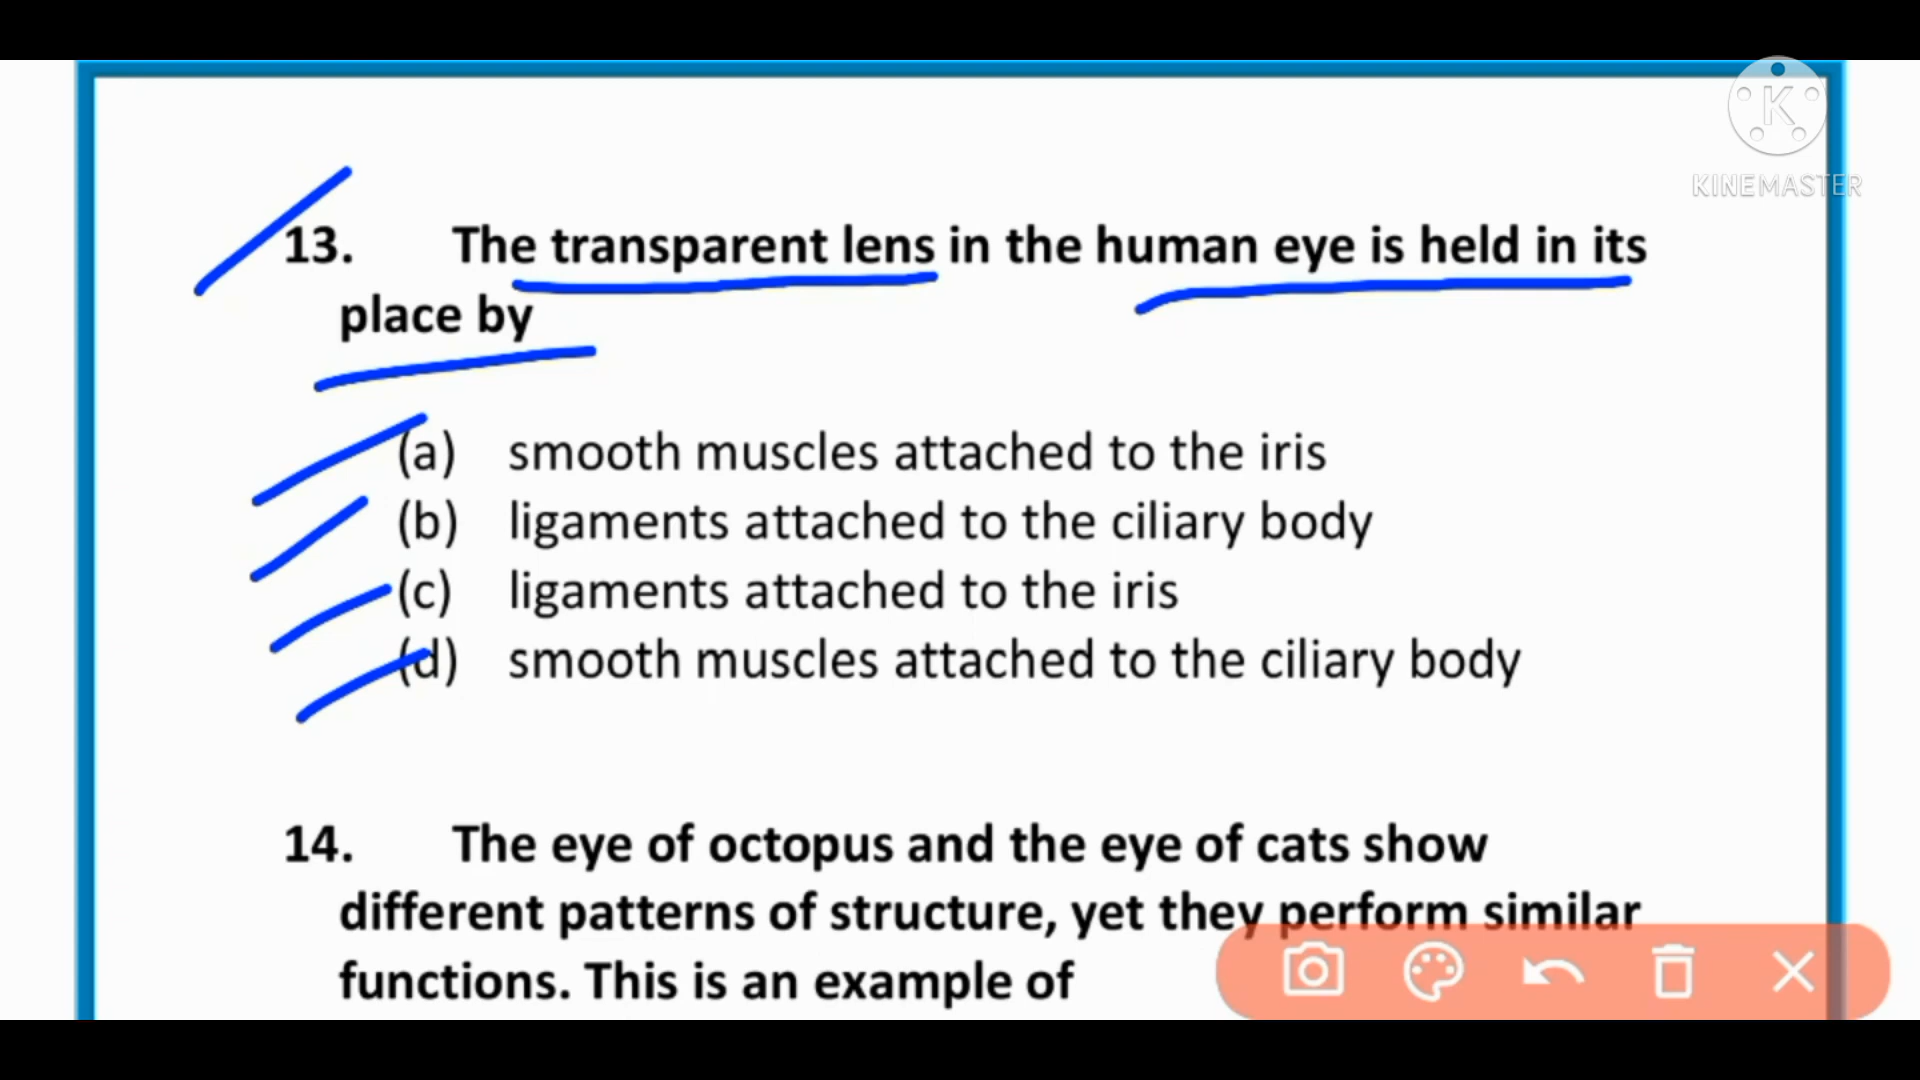 KINEMASTER
13. The transparent lens in the human eye is held in its
place by
(a) smooth muscles attached to the iris
(b) ligaments attached to the ciliary body
(c) ligaments attached to the iris
(d) smooth muscles attached to the ciliary body
14. The eye of octopus and the eye of cats show
different patterns of structure, yet they perform similar
functions. This is an example of